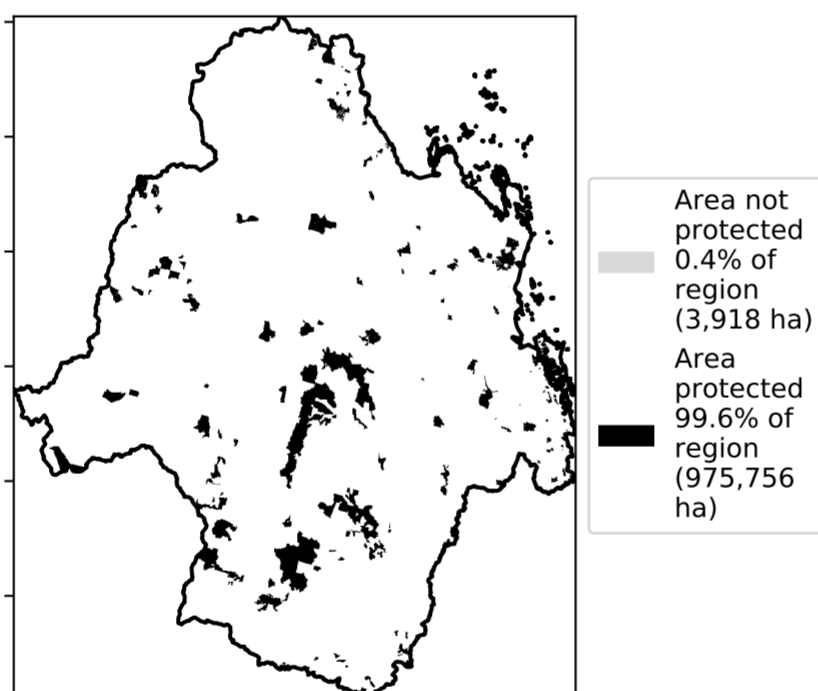 Area not
protected
0.4% of
region
(3,918 ha)
Area
protected
99.6% of
region
(975,756
ha)